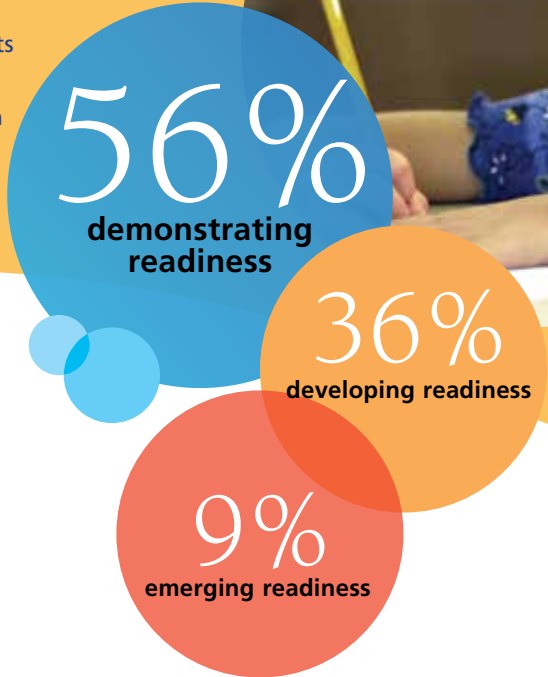 56%
demonstrating
readiness
36%
developing readiness
9%
emerging readiness